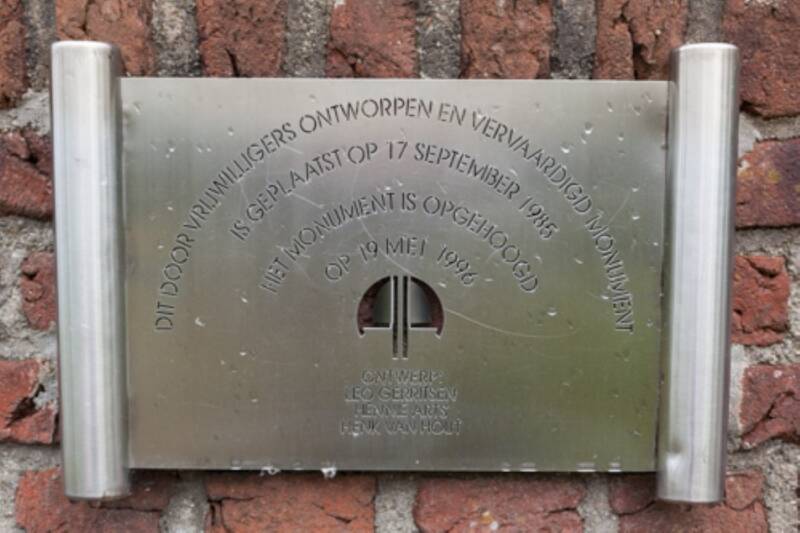 DIT DOOR VRIJWILLIGERS ONTWORPEN EN VERVAARDIGD MONUMENT
IS GEPLAATST OP 17 SEPTEMBER 1985
HET MONUMENT IS OPGEHOOGD
OP 19 MEI 1996
ONTWERP:
LEO GERRITSEN
HENNIE ARTS
HENK VAN HOUT